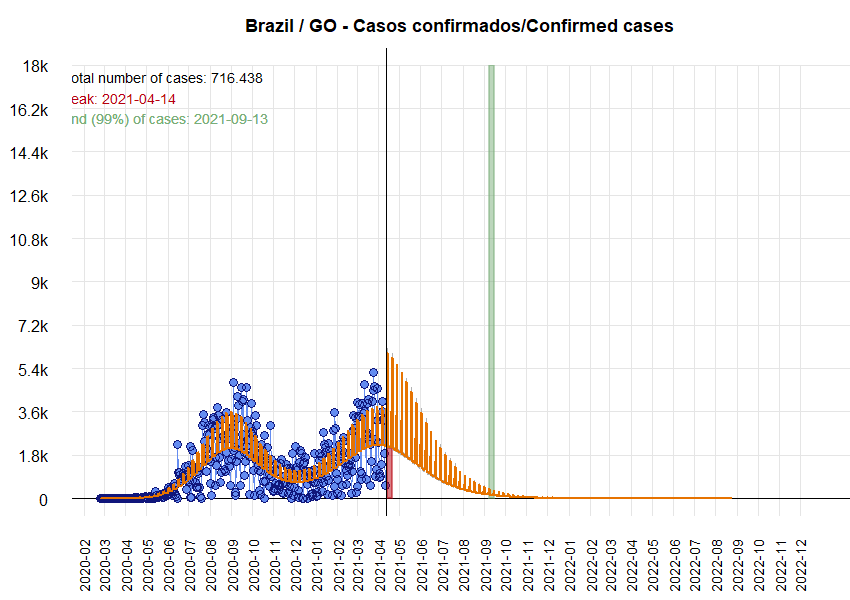 Brazil / GO - Casos confirmados/Confirmed cases
18k
16.2k
14.4k
12.6k
10.8k
9k
7.2k
5.4k
3.6k
1.8k
0
otal number of cases: 716.438
eak: 2021-04-14
nd (99%) of cases: 2021-09-13
2020-02
2020-03
2020-04
2020-05
2020-06
2020-07
2020-08
2020-09
2020-10
2020-11
2020-12
2021-01
2021-02
2021-03
2021-04
2021-05
2021-06
2021-07
2021-08
2021-09
2021-10
2021-11
2021-12
2022-01
2022-02
2022-03
2022-04
2022-05
2022-06
2022-07
2022-08
2022-09
2022-10
2022-11
2022-12